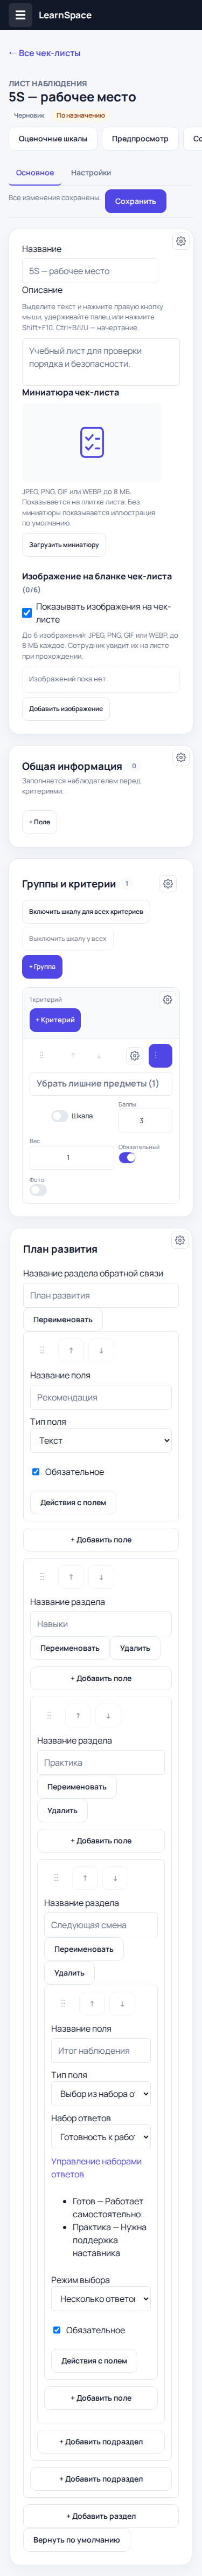 LearnSpace
← Все чек-листы
ЛИСТ НАБЛЮДЕНИЯ
5S — рабочее место
Черновик По назначению
Оценочные шкалы Предпросмотр
Основное Настройки
Все изменения сохранены. Сохранить
Название
5S — рабочее место
Описание
Выделите текст и нажмите правую кнопку
мыши, удерживайте палец или нажмите
Shift+F10. Ctrl+B/I/U — начертание.
Учебный лист для проверки
порядка и безопасности.
Миниатюра чек-листа
JPEG, PNG, GIF или WEBP, до 8 МБ.
Показывается на плитке листа. Без
миниатюры показывается иллюстрация
по умолчанию.
Загрузить миниатюру
Изображение на бланке чек-листа
(0/6)
Показывать изображения на чек-
листе
До 6 изображений: JPEG, PNG, GIF или WEBP, до
8 МБ каждое. Сотрудник увидит их на листе
при прохождении.
Изображений пока нет.
Добавить изображение
Общая информация 0
Заполняется наблюдателем перед
критериями.
+ Поле
Группы и критерии 1
Включить шкалу для всех критериев
Выключить шкалу у всех
+ Группа
1 критерий
+ Критерий
↑ ↓
Убрать лишние предметы (1)
Шкала
Баллы
3
Вес
1
Обязательный
Фото
План развития
Название раздела обратной связи
План развития
Переименовать
↑ ↓
Название поля
Рекомендация
Тип поля
Текст
Обязательное
Действия с полем
+ Добавить поле
↑ ↓
Название раздела
Навыки
Переименовать Удалить
+ Добавить поле
↑ ↓
Название раздела
Практика
Переименовать
Удалить
+ Добавить поле
↑ ↓
Название раздела
Следующая смена
Переименовать
Удалить
↑ ↓
Название поля
Итог наблюдения
Тип поля
Выбор из набора от
Набор ответов
Готовность к работ
Управление наборами
ответов
• Готов — Работает
самостоятельно
• Практика — Нужна
поддержка
наставника
Режим выбора
Несколько ответов
Обязательное
Действия с полем
+ Добавить поле
+ Добавить подраздел
+ Добавить подраздел
+ Добавить раздел
Вернуть по умолчанию